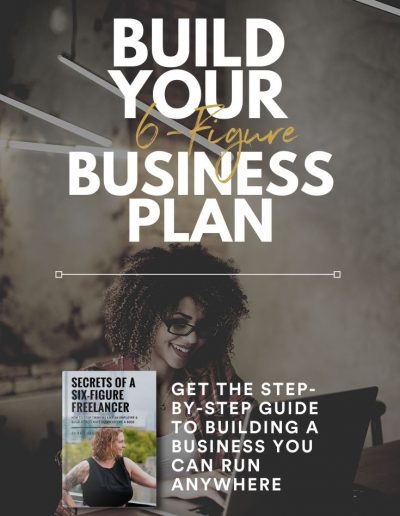 BUILD
YOUR
6-Figure
BUSINESS
PLAN
SECRETS OF A
SIX-FIGURE
FREELANCER
GET THE STEP-
BY-STEP GUIDE
TO BUILDING A
BUSINESS YOU
CAN RUN
ANYWHERE